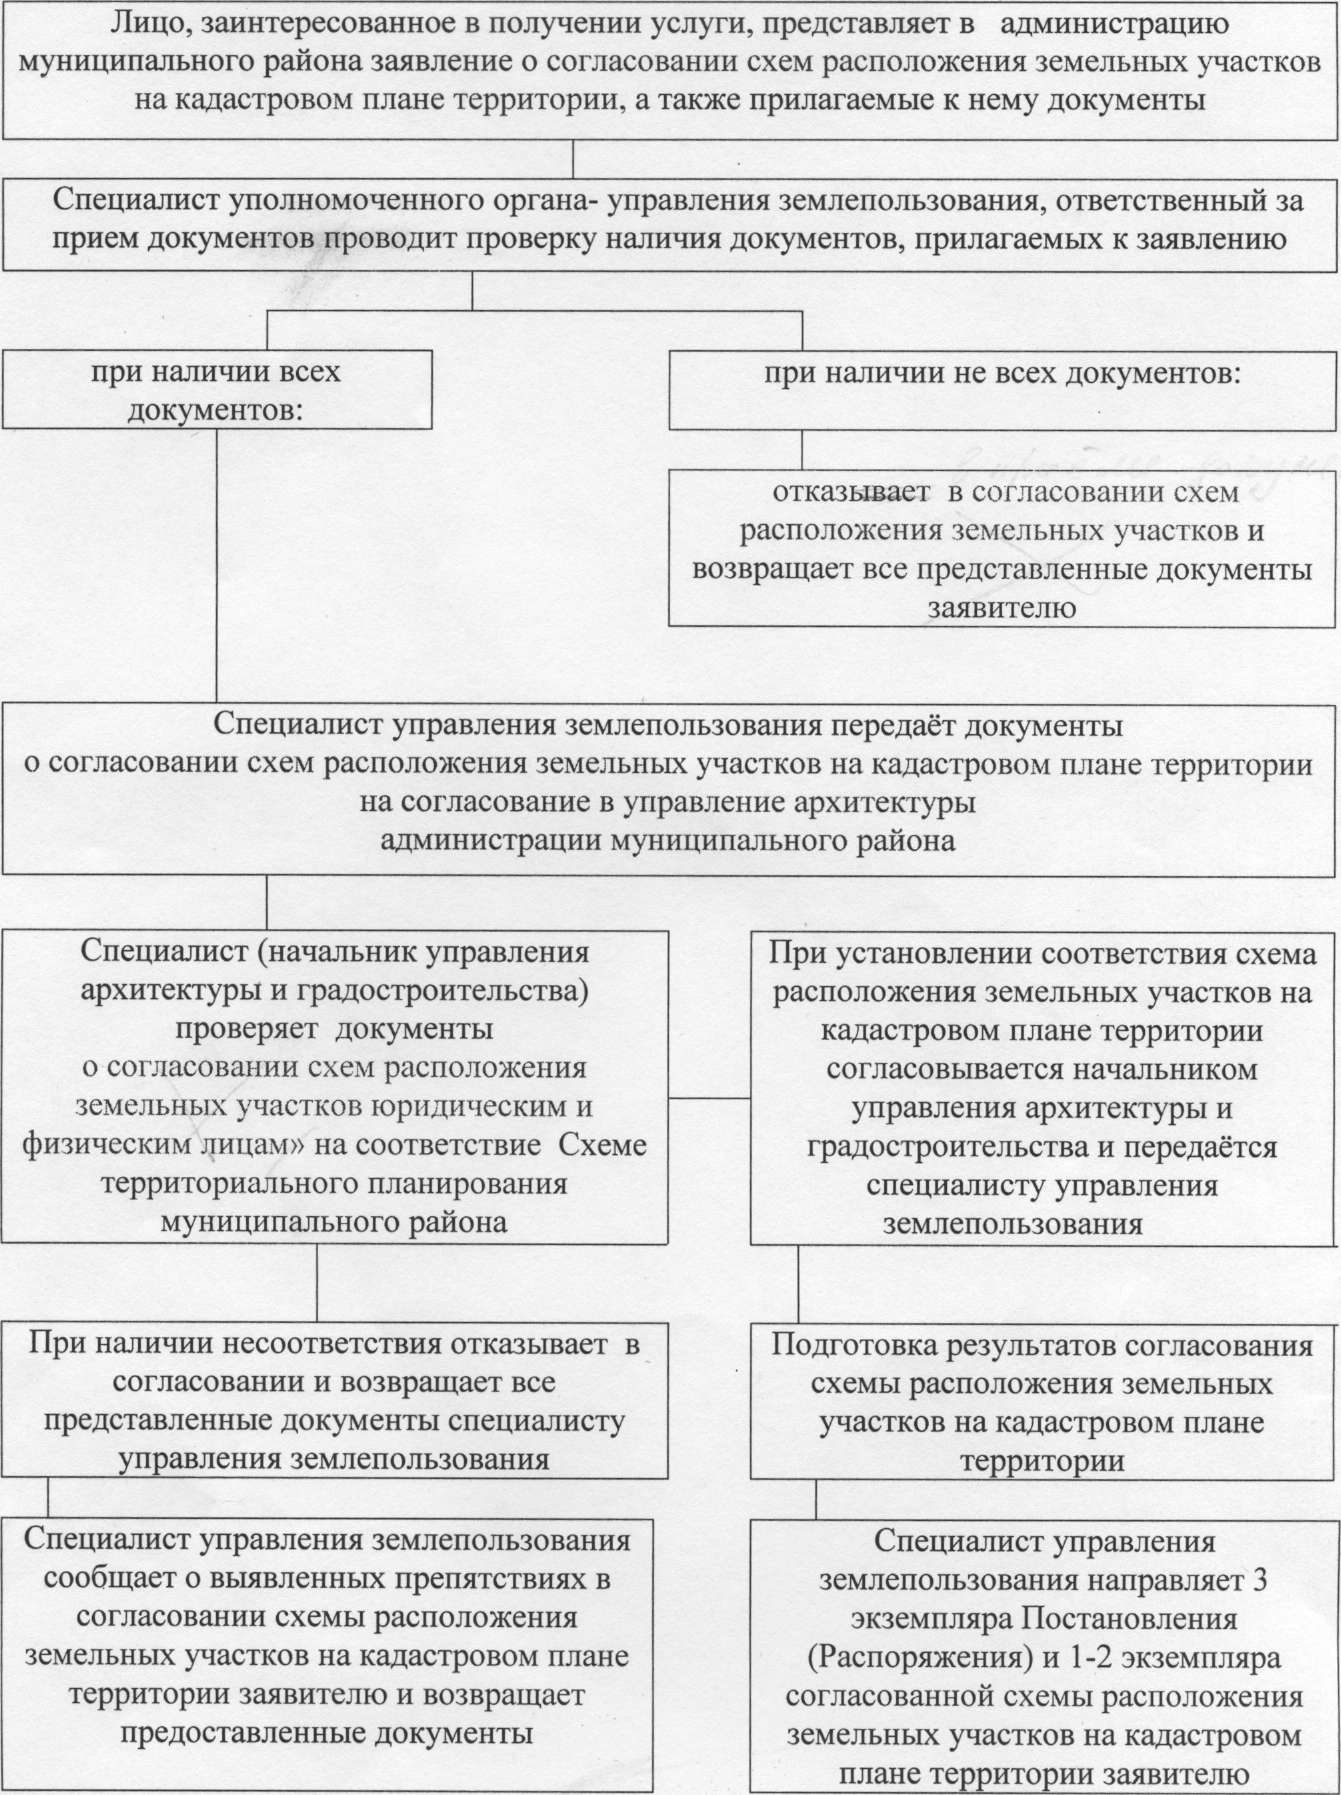 Лицо, заинтересованное в получении услуги, представляет в администрацию
муниципального района заявление о согласовании схем расположения земельных участков
на кадастровом плане территории, а также прилагаемые к нему документы
Специалист уполномоченного органа- управления землепользования, ответственный за
прием документов проводит проверку наличия документов, прилагаемых к заявлению
при наличии всех
документов:
при наличии не всех документов:
отказывает в согласовании схем
расположения земельных участков и
возвращает все представленные документы
заявителю
Специалист управления землепользования передаёт документы
о согласовании схем расположения земельных участков на кадастровом плане территории
на согласование в управление архитектуры
администрации муниципального района
Специалист (начальник управления
архитектуры и градостроительства)
проверяет документы
о согласовании схем расположения
земельных участков юридическим и
физическим лицам» на соответствие Схеме
территориального планирования
муниципального района
При установлении соответствия схема
расположения земельных участков на
кадастровом плане территории
согласовывается начальником
управления архитектуры и
градостроительства и передаётся
специалисту управления
землепользования
При наличии несоответствия отказывает в
согласовании и возвращает все
представленные документы специалисту
управления землепользования
Подготовка результатов согласования
схемы расположения земельных
участков на кадастровом плане
территории
Специалист управления землепользования
сообщает о выявленных препятствиях в
согласовании схемы расположения
земельных участков на кадастровом плане
территории заявителю и возвращает
предоставленные документы
Специалист управления
землепользования направляет 3
экземпляра Постановления
(Распоряжения) и 1-2 экземпляра
согласованной схемы расположения
земельных участков на кадастровом
плане территории заявителю